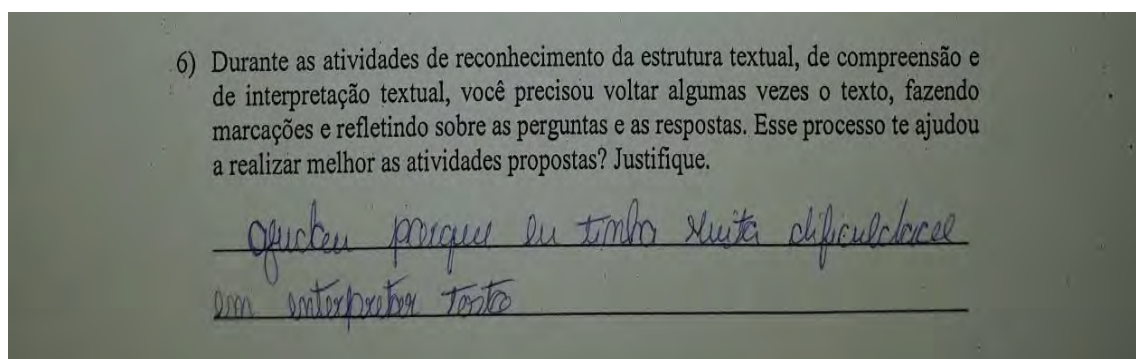 6) Durante as atividades de reconhecimento da estrutura textual, de compreensão e
de interpretação textual, você precisou voltar algumas vezes o texto, fazendo
marcações e refletindo sobre as perguntas e as respostas. Esse processo te ajudou
a realizar melhor as atividades propostas? Justifique.
ajudou porque eu tinha muita dificuldade
em interpretar texto